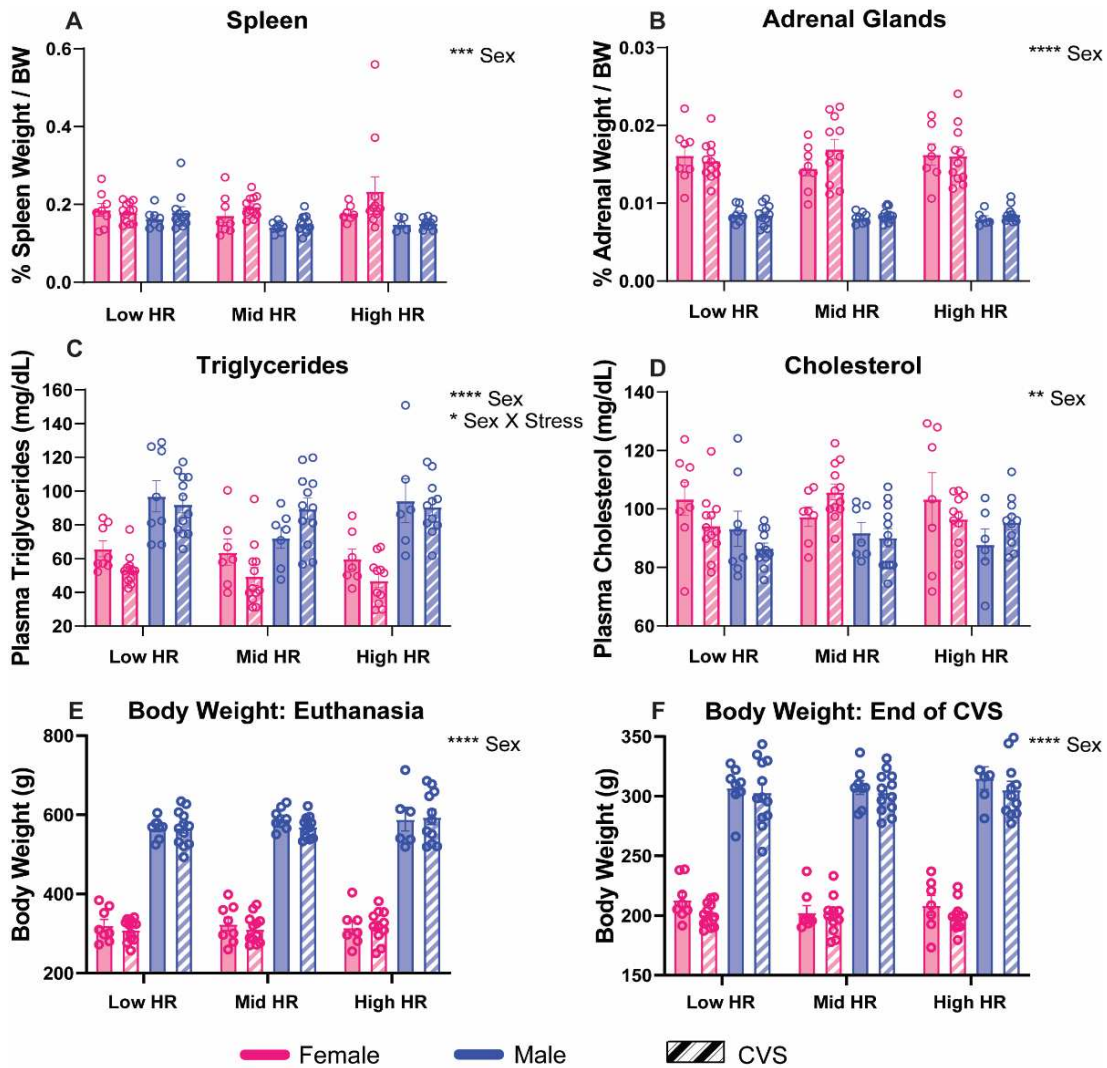 A Spleen
*** Sex
% Spleen Weight / BW
0.6
0.4
0.2
0.0
Low HR Mid HR High HR
B Adrenal Glands
**** Sex
% Adrenal Weight / BW
0.03
0.02
0.01
0.00
Low HR Mid HR High HR
C Triglycerides
**** Sex
* Sex X Stress
Plasma Triglycerides (mg/dL)
160
140
120
100
80
60
40
20
Low HR Mid HR High HR
D Cholesterol
** Sex
Plasma Cholesterol (mg/dL)
120
100
80
60
Low HR Mid HR High HR
E Body Weight: Euthanasia
**** Sex
Body Weight (g)
800
600
400
200
Low HR Mid HR High HR
F Body Weight: End of CVS
**** Sex
Body Weight (g)
350
300
250
200
150
Low HR Mid HR High HR
Female Male CVS